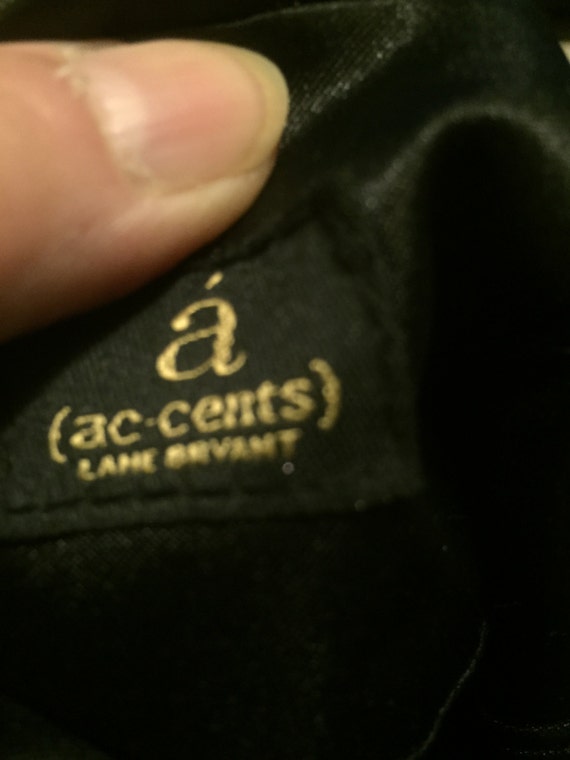 á
(ac-cents)
LANE BRYANT